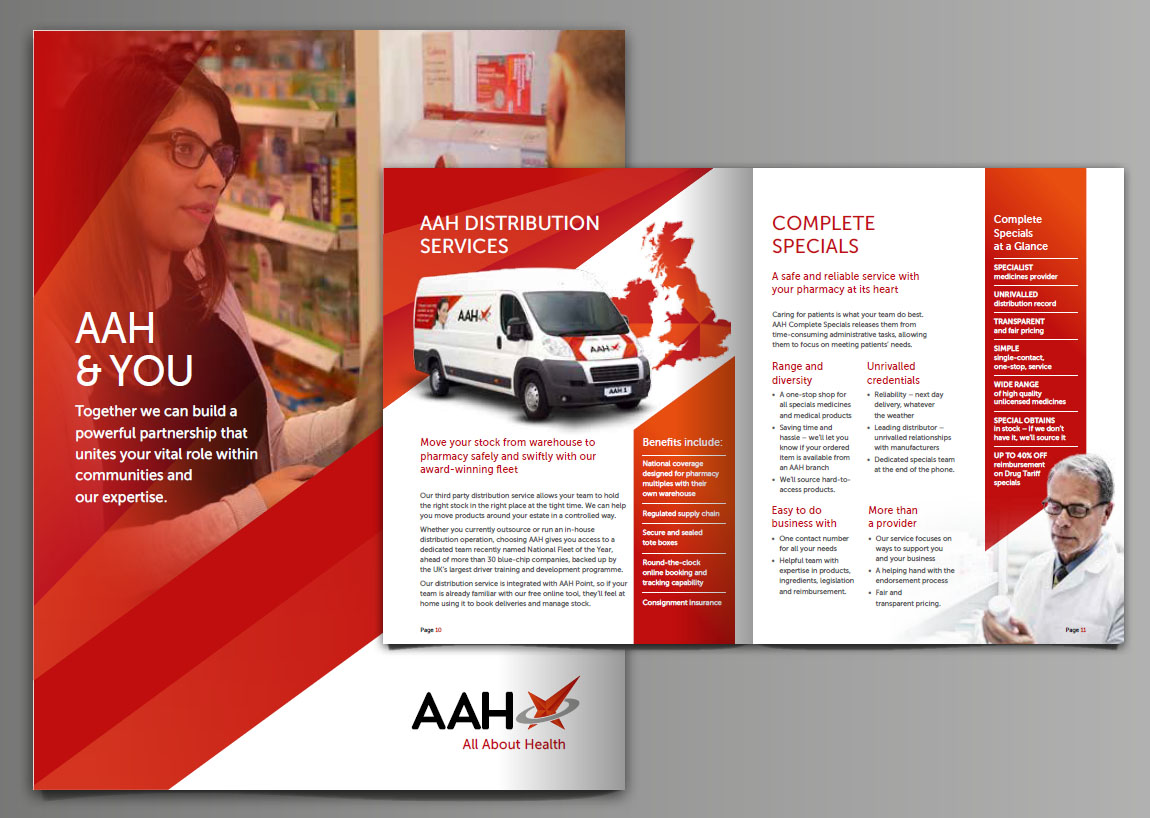 AAH
& YOU
Together we can build a
powerful partnership that
unites your vital role within
communities and
our expertise.
AAH
All About Health
AAH DISTRIBUTION
SERVICES
AAH
AAH
AAH 1
Move your stock from warehouse to
pharmacy safely and swiftly with our
award-winning fleet
Our third party distribution service allows your team to hold
the right stock in the right place at the tight time. We can help
you move products around your estate in a controlled way.
Whether you currently outsource or run an in-house
distribution operation, choosing AAH gives you access to a
dedicated team recently named National Fleet of the Year,
ahead of more than 30 blue-chip companies, backed up by
the UK's largest driver training and development programme.
Our distribution service is integrated with AAH Point, so if your
team is already familiar with our free online tool, they'll feel at
home using it to book deliveries and manage stock.
Benefits include:
National coverage
designed for pharmacy
multiples with their
own warehouse
Regulated supply chain
Secure and sealed
tote boxes
Round-the-clock
online booking and
tracking capability
Consignment insurance
Page 10
COMPLETE
SPECIALS
A safe and reliable service with
your pharmacy at its heart
Caring for patients is what your team do best.
AAH Complete Specials releases them from
time-consuming administrative tasks, allowing
them to focus on meeting patients' needs.
Range and
diversity
• A one-stop shop for
all specials medicines
and medical products
• Saving time and
hassle – we'll let you
know if your ordered
item is available from
an AAH branch
• We'll source hard-to-
access products.
Unrivalled
credentials
• Reliability – next day
delivery, whatever
the weather
• Leading distributor –
unrivalled relationships
with manufacturers
• Dedicated specials team
at the end of the phone.
Easy to do
business with
• One contact number
for all your needs
• Helpful team with
expertise in products,
ingredients, legislation
and reimbursement.
More than
a provider
• Our service focuses on
ways to support you
and your business
• A helping hand with the
endorsement process
• Fair and
transparent pricing.
Complete
Specials
at a Glance
SPECIALIST
medicines provider
UNRIVALLED
distribution record
TRANSPARENT
and fair pricing
SIMPLE
single-contact,
one-stop, service
WIDE RANGE
of high quality
unlicensed medicines
SPECIAL OBTAINS
in stock – if we don't
have it, we'll source it
UP TO 40% OFF
reimbursement
on Drug Tariff
specials
Page 11